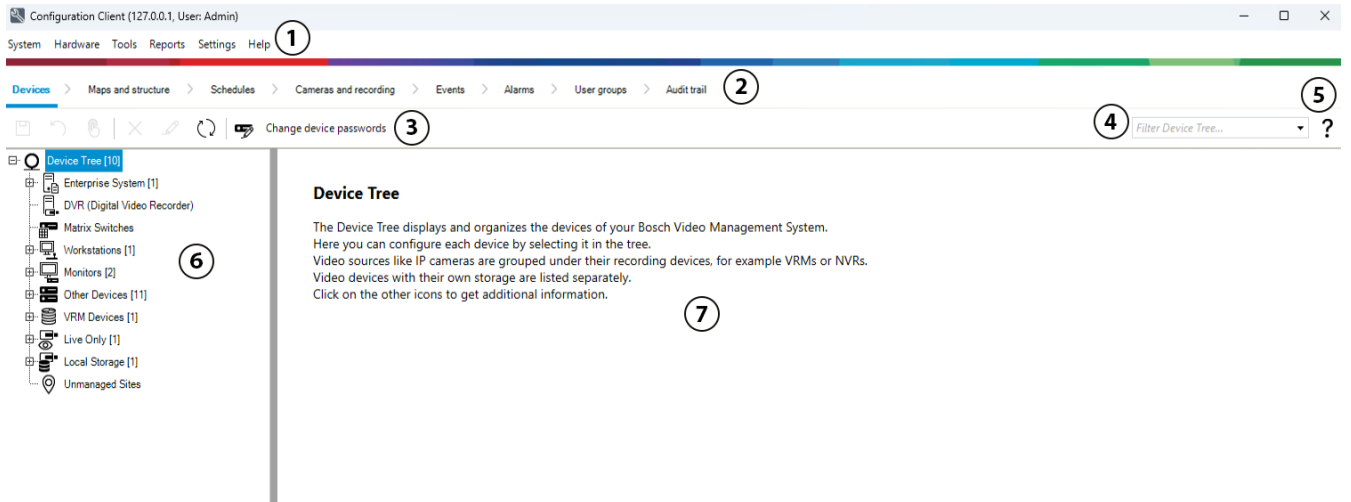 Configuration Client (127.0.0.1, User: Admin)
System Hardware Tools Reports Settings Help 1
Devices > Maps and structure > Schedules > Cameras and recording > Events > Alarms > User groups > Audit trail 2
5
Change device passwords 3
4 Filter Device Tree... ?
Device Tree [10]
Enterprise System [1]
DVR (Digital Video Recorder)
Matrix Switches
Workstations [1]
Monitors [2]
Other Devices [11]
VRM Devices [1]
Live Only [1]
Local Storage [1]
Unmanaged Sites
6
Device Tree
The Device Tree displays and organizes the devices of your Bosch Video Management System.
Here you can configure each device by selecting it in the tree.
Video sources like IP cameras are grouped under their recording devices, for example VRMs or NVRs.
Video devices with their own storage are listed separately.
Click on the other icons to get additional information.
7